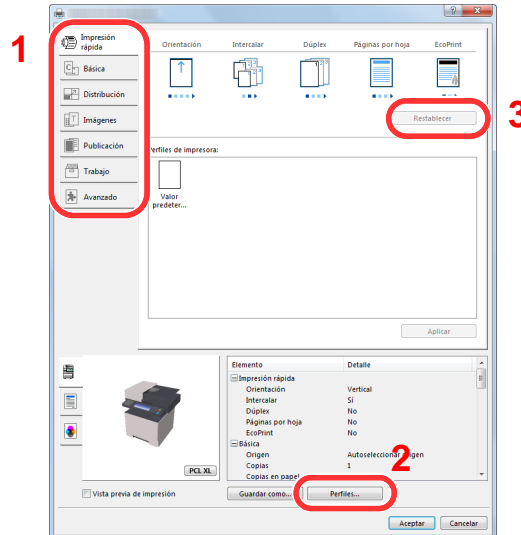 1
Impresión
rápida
Básica
Distribución
Imágenes
Publicación
Trabajo
Avanzado
Orientación Intercalar Dúplex Páginas por hoja EcoPrint
Restablecer
3
Perfiles de impresora:
Valor
predeter...
Aplicar
Elemento Detalle
Impresión rápida
Orientación Vertical
Intercalar Sí
Dúplex No
Páginas por hoja No
EcoPrint No
Básica
Origen Autoseleccionar origen
Copias 1
Copias en papel
2
PCL XL
Vista previa de impresión
Guardar como...
Perfiles...
Aceptar
Cancelar